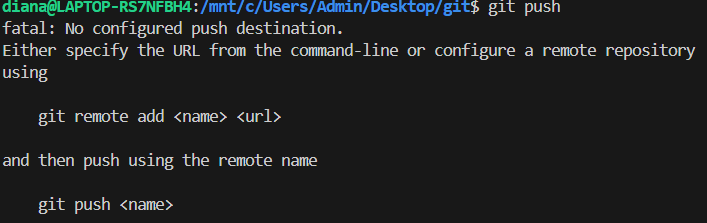 diana@LAPTOP-RS7NFBH4:/mnt/c/Users/Admin/Desktop/git$ git push
fatal: No configured push destination.
Either specify the URL from the command-line or configure a remote repository
using
git remote add <name> <url>
and then push using the remote name
git push <name>